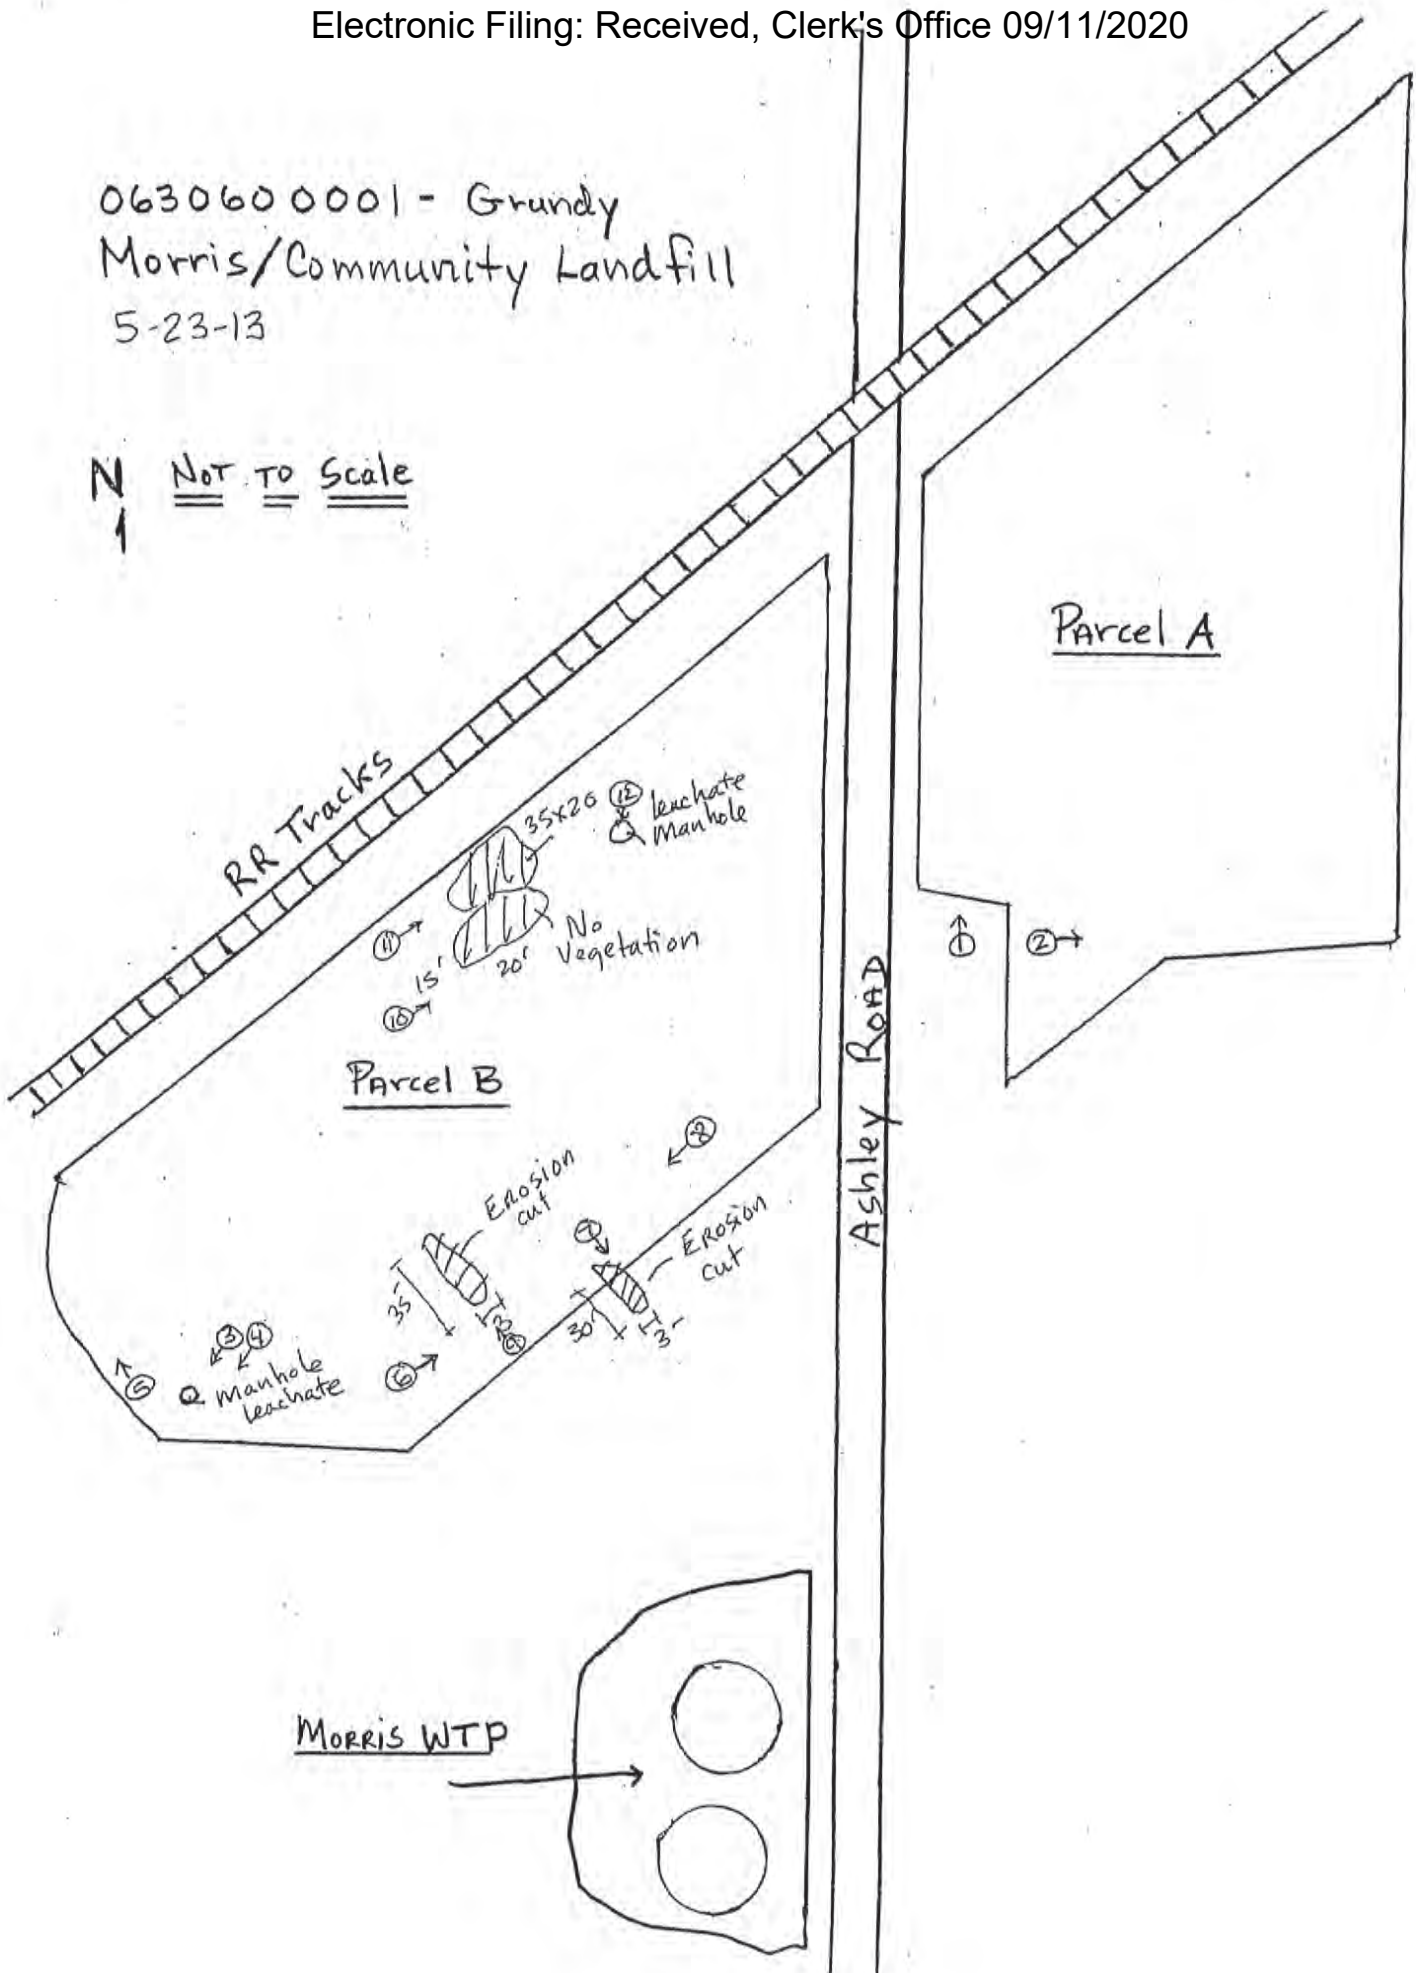 Electronic Filing: Received, Clerk's Office 09/11/2020
0630600001 - Grundy
Morris/Community Landfill
5-23-13
N NOT TO Scale
Parcel A
RR Tracks
35x20
12 leachate
Manhole
11
No
Vegetation
15'
20'
10
1
2
Parcel B
Ashley ROAD
8
Erosion
cut
7
Erosion
cut
35'
3'
9
30'
3'
3 4
5
manhole
leachate
6
MORRIS WTP